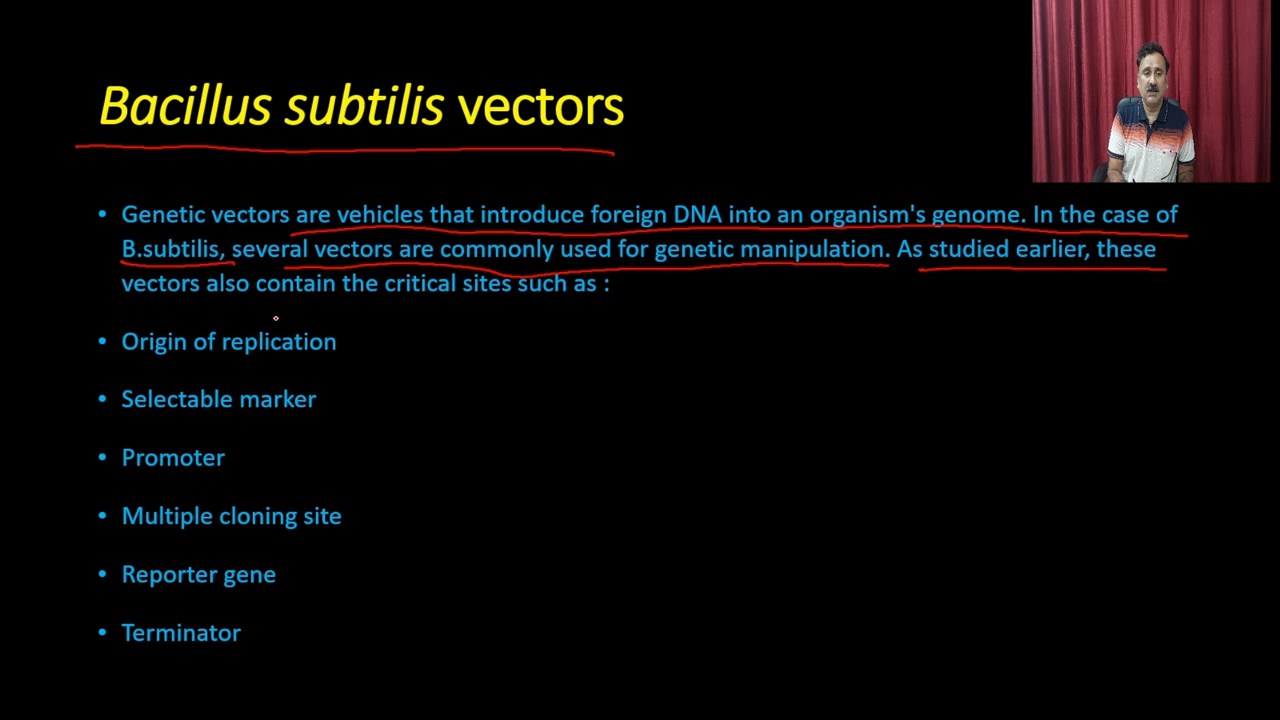 Bacillus subtilis vectors
• Genetic vectors are vehicles that introduce foreign DNA into an organism's genome. In the case of
B.subtilis, several vectors are commonly used for genetic manipulation. As studied earlier, these
vectors also contain the critical sites such as :
• Origin of replication
• Selectable marker
• Promoter
• Multiple cloning site
• Reporter gene
• Terminator